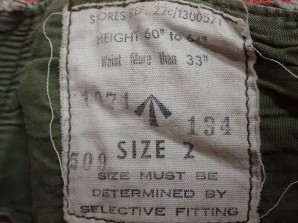 STORES REF. 22c/1300571
HEIGHT 60" to 64"
Waist More than 33"
1971
134
509
SIZE 2
SIZE MUST BE
DETERMINED BY
SELECTIVE FITTING